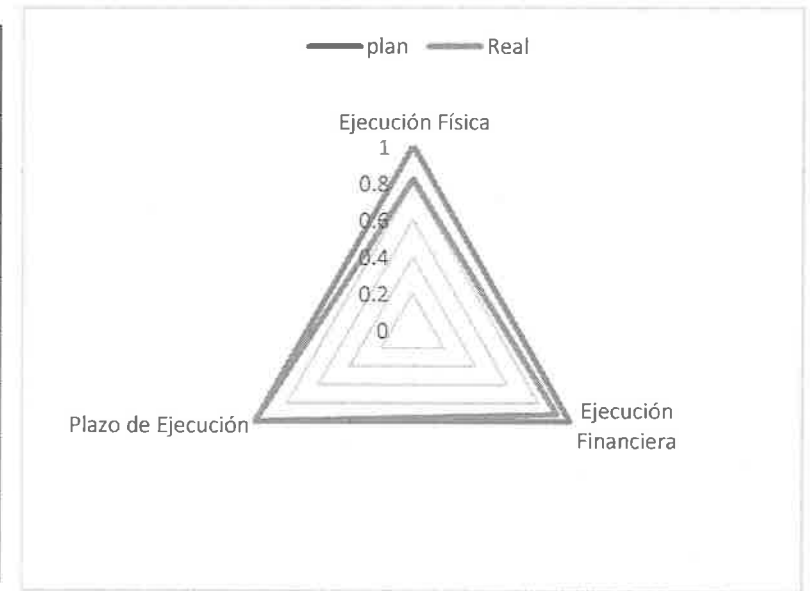 plan Real
Ejecución Física
1
0.8
0.6
0.4
0.2
0
Plazo de Ejecución
Ejecución
Financiera